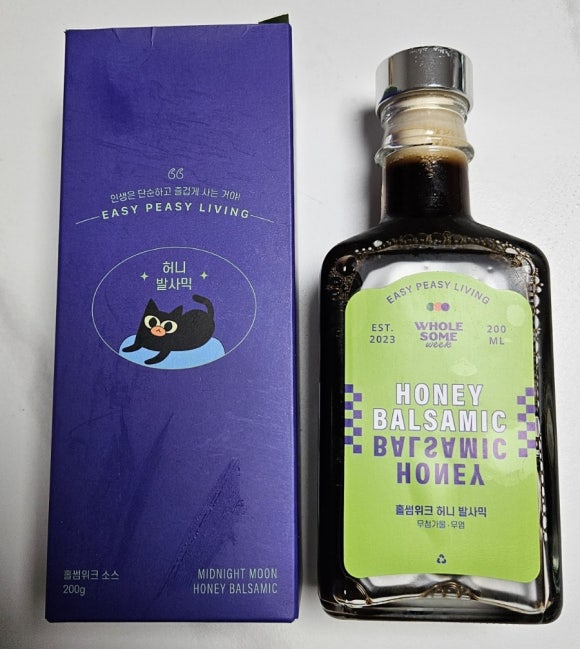 인생은 단순하고 즐겁게 사는 거야!
EASY PEASY LIVING
허니
발사믹
홀썸위크 소스
200g
MIDNIGHT MOON
HONEY BALSAMIC
EASY PEASY LIVING
EST.
2023
WHOLE
SOME
week
200
ML
HONEY
BALSAMIC
BALSAMIC
HONEY
홀썸위크 허니 발사믹
무첨가물·무염